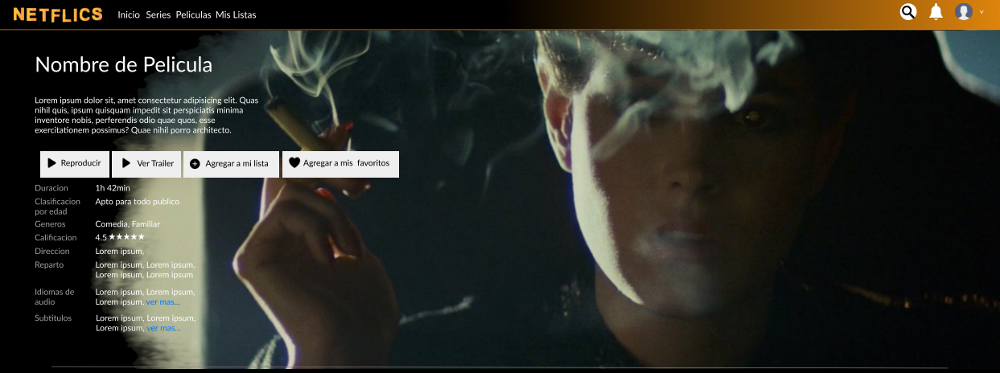 NETFLICS Inicio Series Peliculas Mis Listas v
Nombre de Pelicula
Lorem ipsum dolor sit, amet consectetur adipisicing elit. Quas
nihil quis, ipsum quisquam impedit sit perspiciatis minima
inventore nobis, perferendis odio quae quos, esse
exercitationem possimus? Quae nihil porro architecto.
Reproducir Ver Trailer Agregar a mi lista Agregar a mis favoritos
Duracion 1h 42min
Clasificacion Apto para todo publico
por edad
Generos Comedia, Familiar
Calificacion 4.5 ★★★★★
Direccion Lorem ipsum,
Reparto Lorem ipsum, Lorem ipsum,
Lorem ipsum, Lorem ipsum
Idiomas de Lorem ipsum, Lorem ipsum,
audio Lorem ipsum, ver mas...
Subtitulos Lorem ipsum, Lorem ipsum,
Lorem ipsum, ver mas...